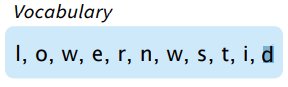 Vocabulary
l, o, w, e, r, n, w, s, t, i, d